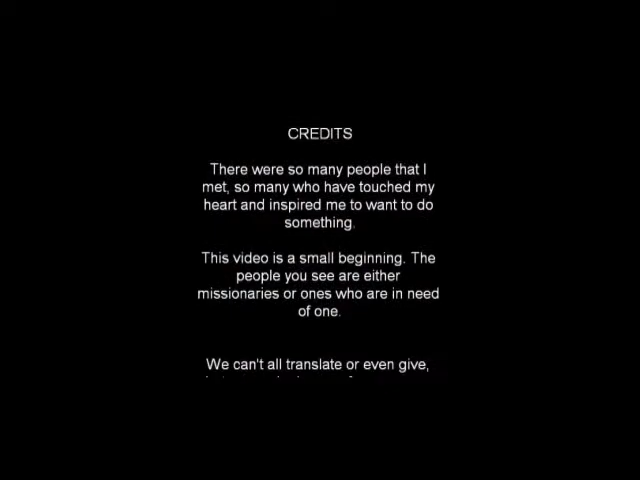 CREDITS
There were so many people that I
met, so many who have touched my
heart and inspired me to want to do
something.
This video is a small beginning. The
people you see are either
missionaries or ones who are in need
of one.
We can't all translate or even give,